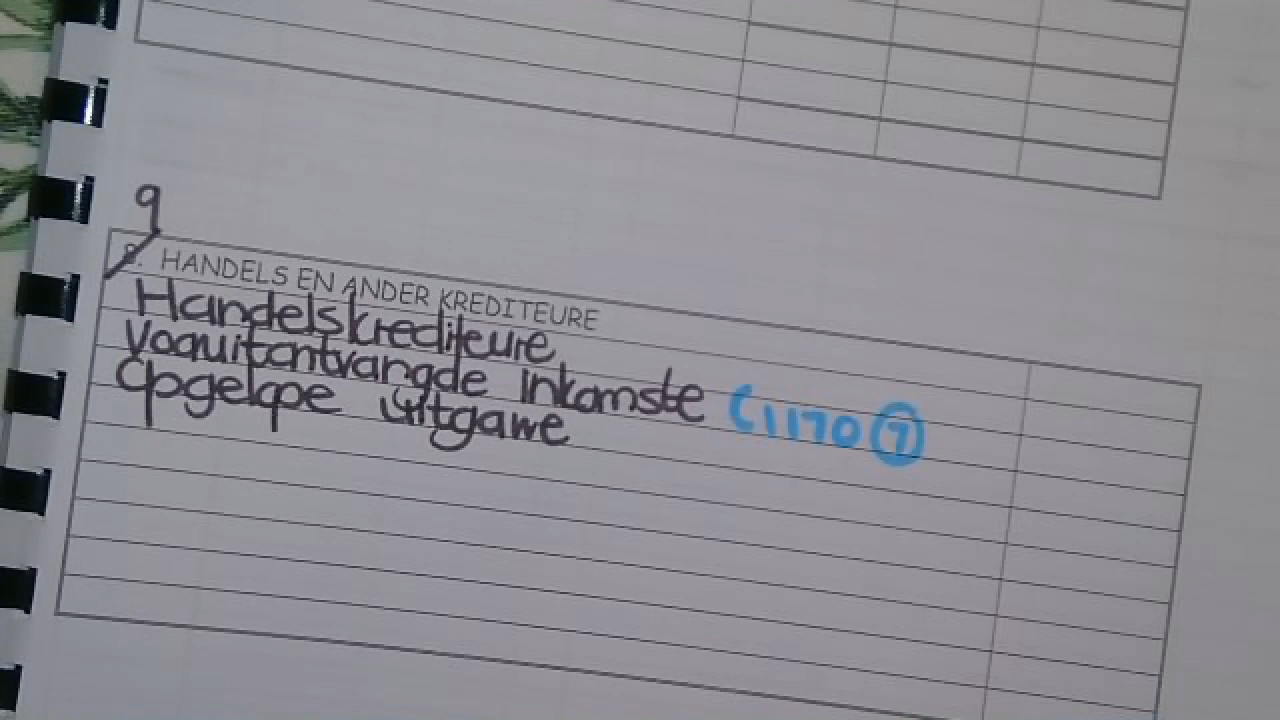 9
8. HANDELS EN ANDER KREDITEURE
Handelskrediteure
Vooruitontvangde Inkomste (1170 ⑦
Opgelope uitgawe